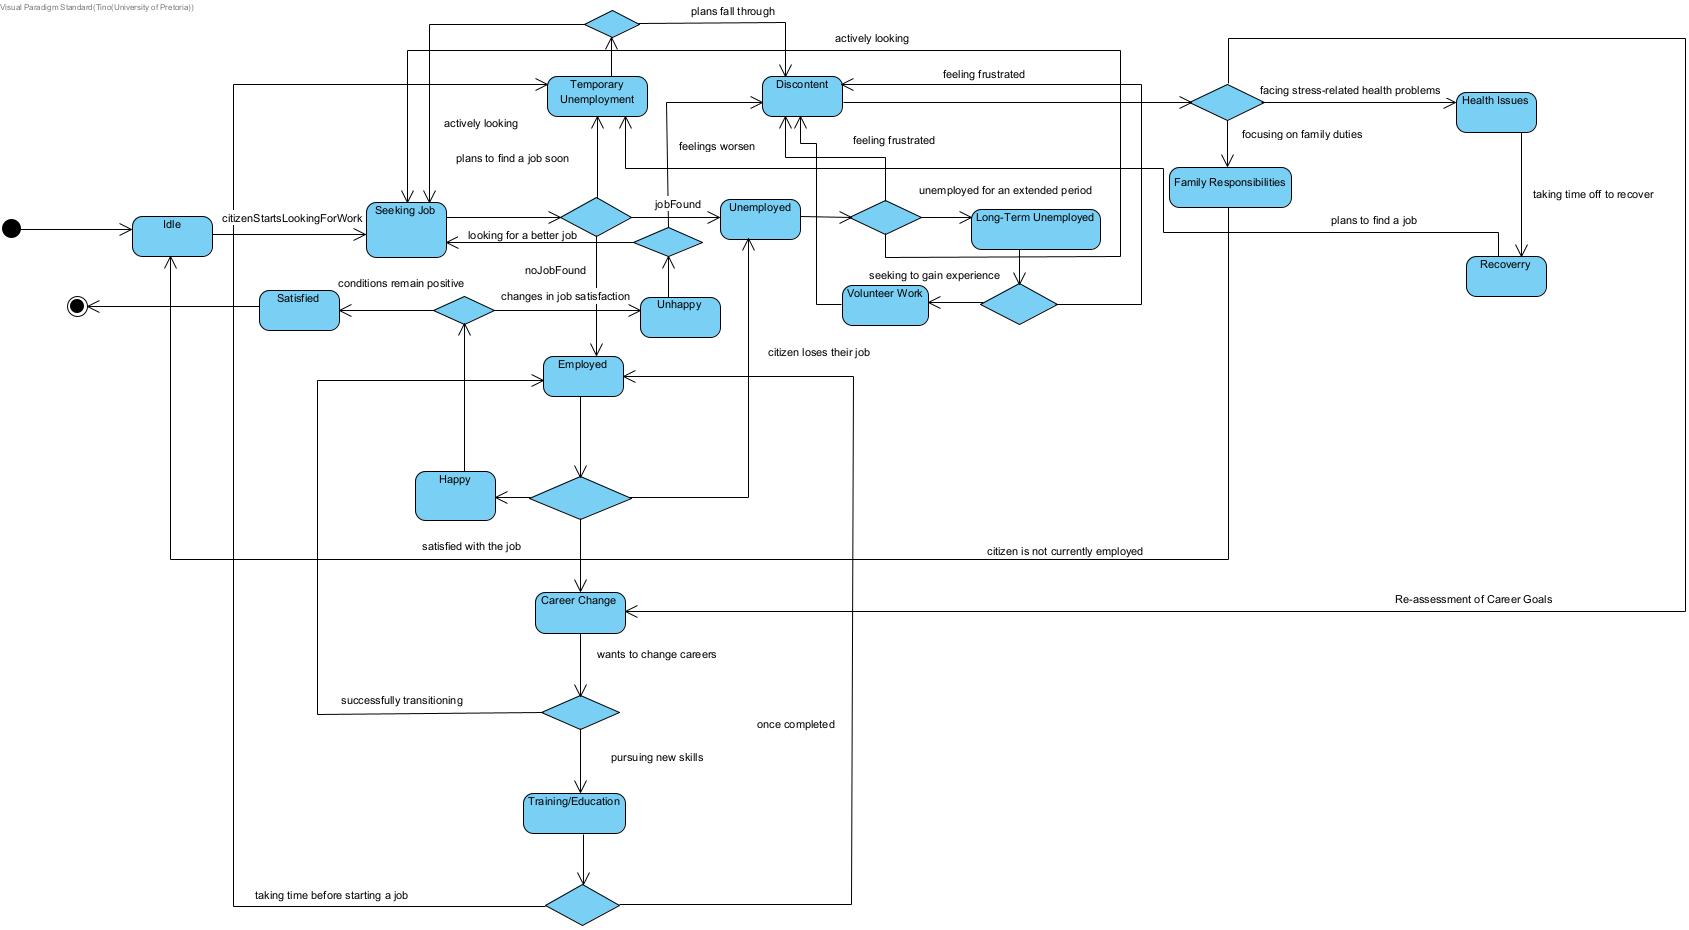 Visual Paradigm Standard(Tino(University of Pretoria))
plans fall through
actively looking
feeling frustrated
Temporary
Unemployment
Discontent
facing stress-related health problems
Health Issues
actively looking
focusing on family duties
feelings worsen
feeling frustrated
plans to find a job soon
Family Responsibilities
unemployed for an extended period
taking time off to recover
jobFound
Unemployed
Seeking Job
citizenStartsLookingForWork
Long-Term Unemployed
plans to find a job
Idle
looking for a better job
Recoverry
noJobFound
seeking to gain experience
conditions remain positive
Volunteer Work
Satisfied
changes in job satisfaction
Unhappy
citizen loses their job
Employed
Happy
satisfied with the job
citizen is not currently employed
Career Change
Re-assessment of Career Goals
wants to change careers
successfully transitioning
once completed
pursuing new skills
Training/Education
taking time before starting a job